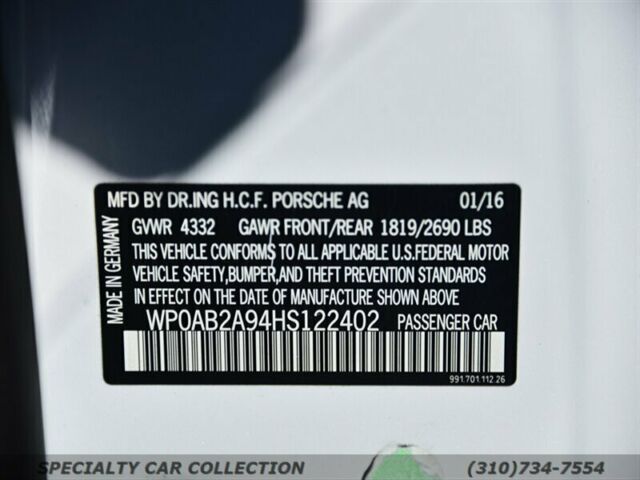 MFD BY DR.ING H.C.F. PORSCHE AG 01/16
GVWR 4332 GAWR FRONT/REAR 1819/2690 LBS
THIS VEHICLE CONFORMS TO ALL APPLICABLE U.S.FEDERAL MOTOR
VEHICLE SAFETY,BUMPER,AND THEFT PREVENTION STANDARDS
IN EFFECT ON THE DATE OF MANUFACTURE SHOWN ABOVE
WP0AB2A94HS122402 PASSENGER CAR
MADE IN GERMANY
991.701.112.26
SPECIALTY CAR COLLECTION (310)734-7554